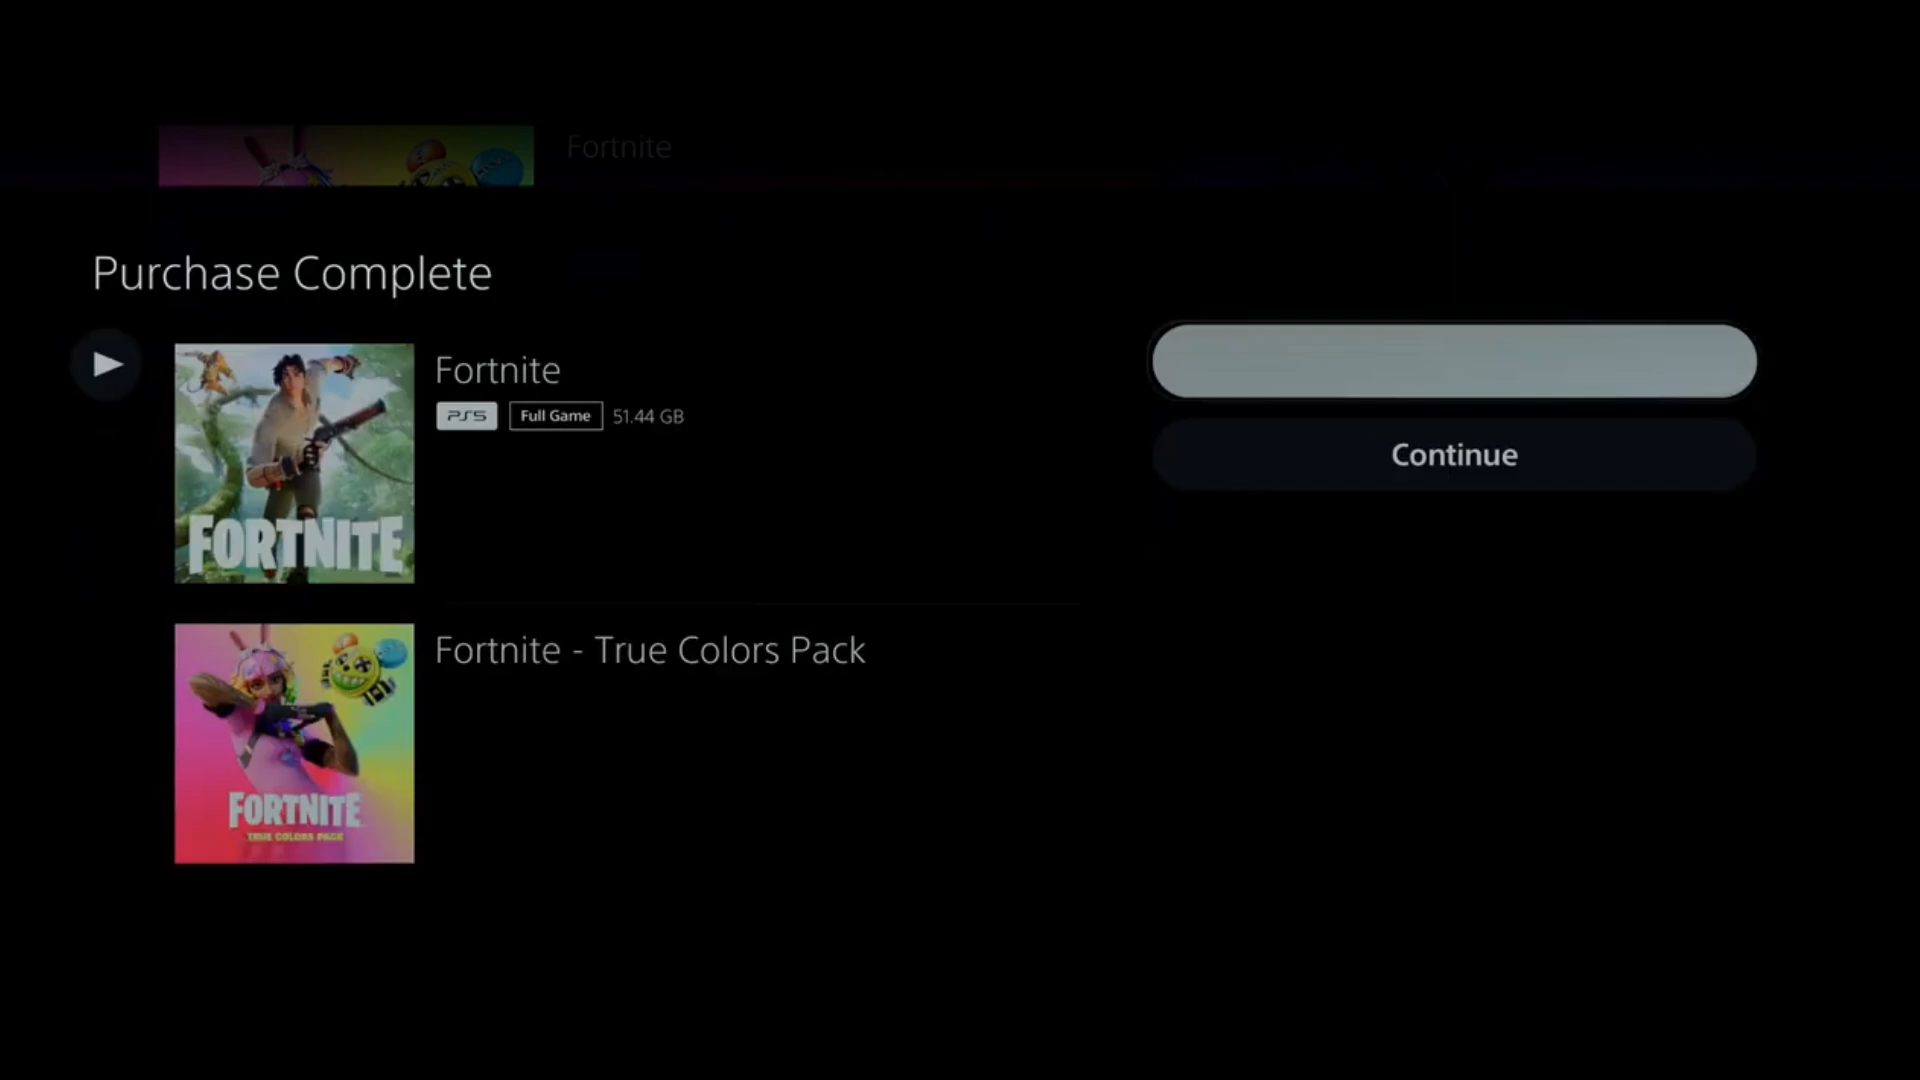 Fortnite
Purchase Complete
Fortnite
PS5 Full Game 51.44 GB
Continue
FORTNITE
Fortnite - True Colors Pack
FORTNITE
TRUE COLORS PACK